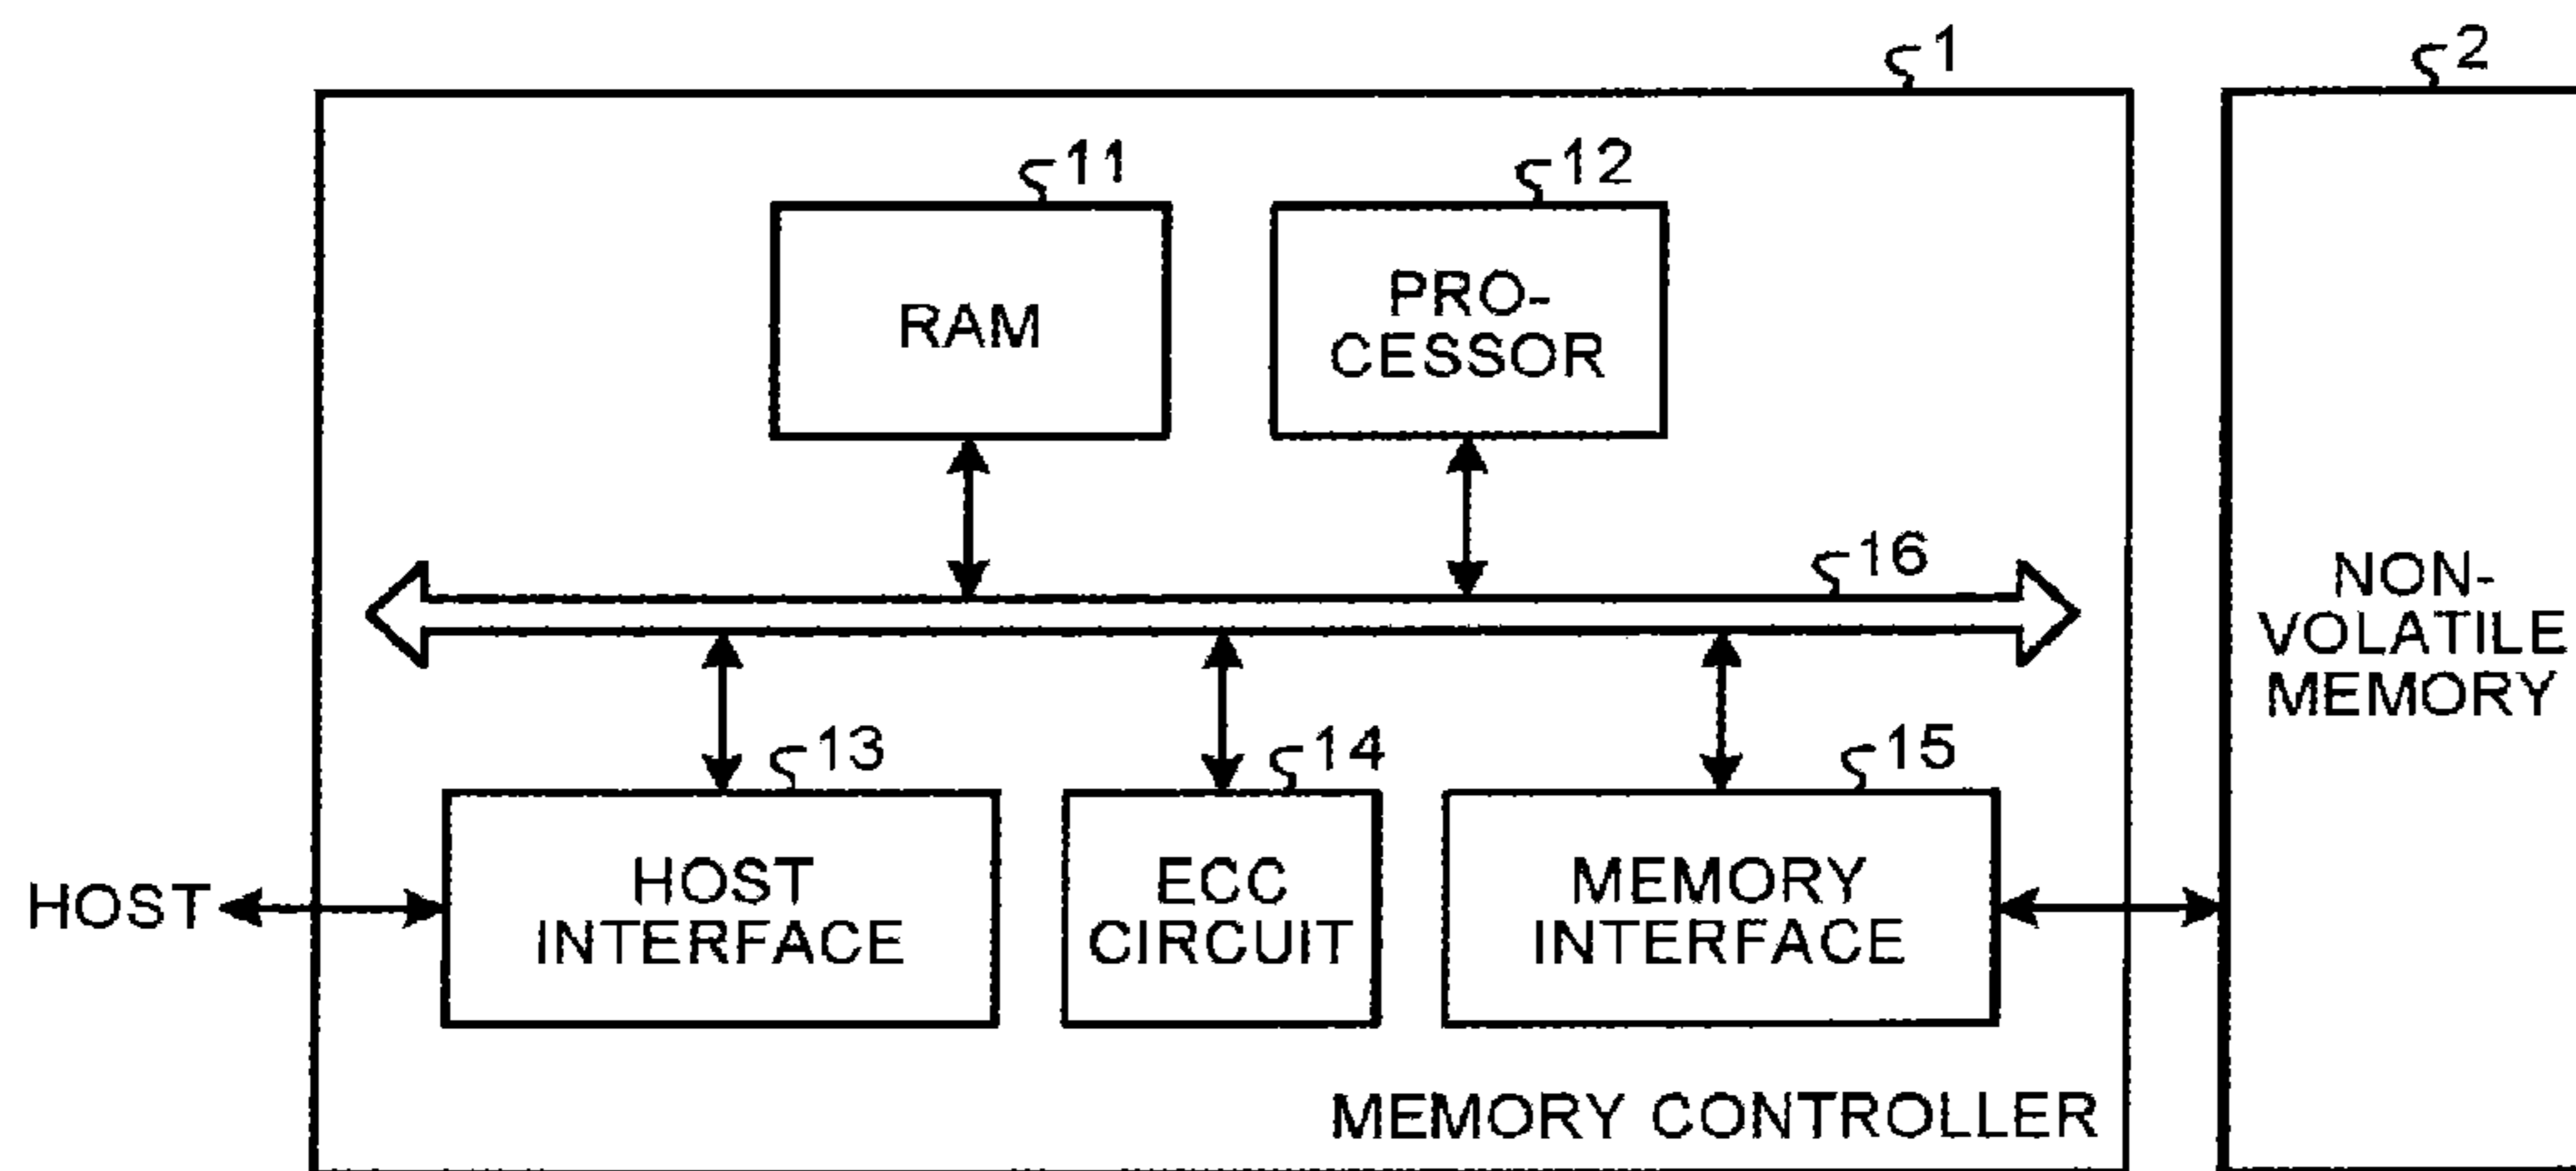 1
2
11
12
RAM
PRO-
CESSOR
16
NON-
VOLATILE
MEMORY
13
14
15
HOST
HOST
INTERFACE
ECC
CIRCUIT
MEMORY
INTERFACE
MEMORY CONTROLLER